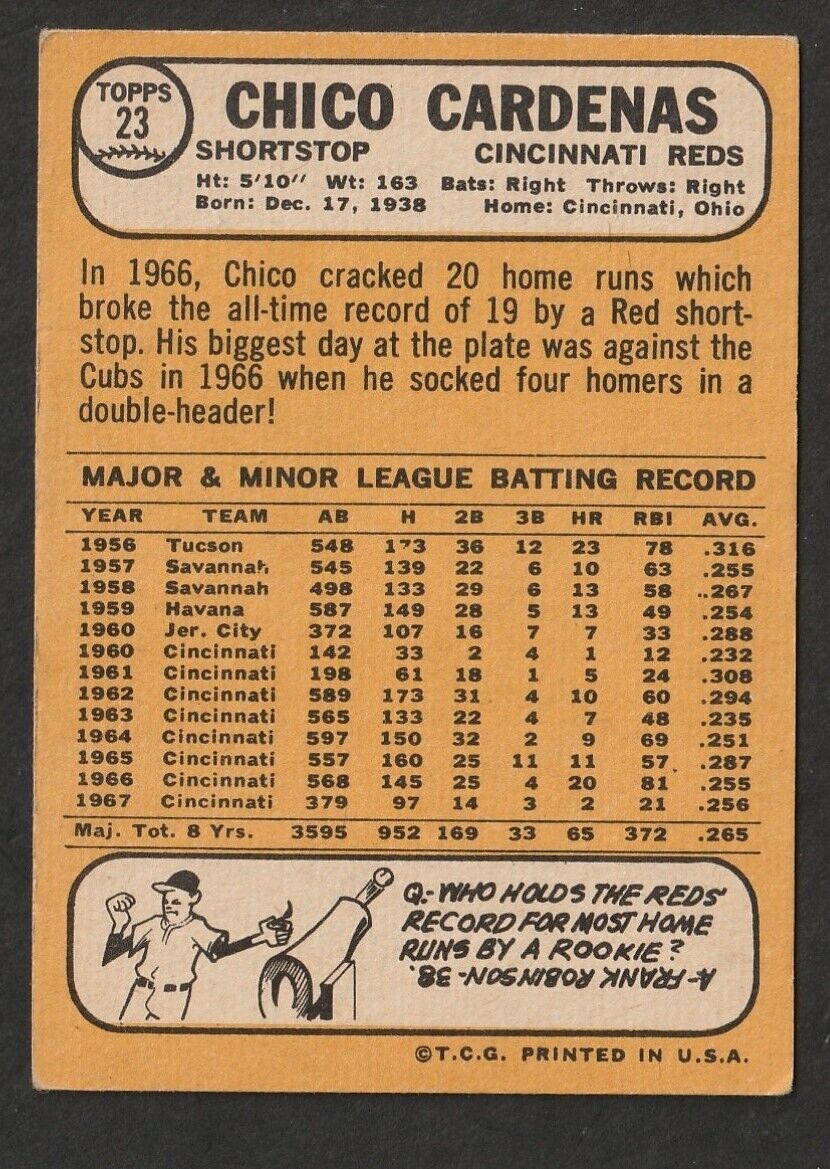 TOPPS
23
CHICO CARDENAS
SHORTSTOP CINCINNATI REDS
Ht: 5'10" Wt: 163 Bats: Right Throws: Right
Born: Dec. 17, 1938 Home: Cincinnati, Ohio
In 1966, Chico cracked 20 home runs which
broke the all-time record of 19 by a Red short-
stop. His biggest day at the plate was against the
Cubs in 1966 when he socked four homers in a
double-header!
MAJOR & MINOR LEAGUE BATTING RECORD
YEAR TEAM AB H 2B 3B HR RBI AVG.
1956 Tucson 548 173 36 12 23 78 .316
1957 Savannah 545 139 22 6 10 63 .255
1958 Savannah 498 133 29 6 13 58 .267
1959 Havana 587 149 28 5 13 49 .254
1960 Jer. City 372 107 16 7 7 33 .288
1960 Cincinnati 142 33 2 4 1 12 .232
1961 Cincinnati 198 61 18 1 5 24 .308
1962 Cincinnati 589 173 31 4 10 60 .294
1963 Cincinnati 565 133 22 4 7 48 .235
1964 Cincinnati 597 150 32 2 9 69 .251
1965 Cincinnati 557 160 25 11 11 57 .287
1966 Cincinnati 568 145 25 4 20 81 .255
1967 Cincinnati 379 97 14 3 2 21 .256
Maj. Tot. 8 Yrs. 3595 952 169 33 65 372 .265
Q.-WHO HOLDS THE REDS'
RECORD FOR MOST HOME
RUNS BY A ROOKIE?
A-FRANK ROBINSON-38.
©T.C.G. PRINTED IN U.S.A.